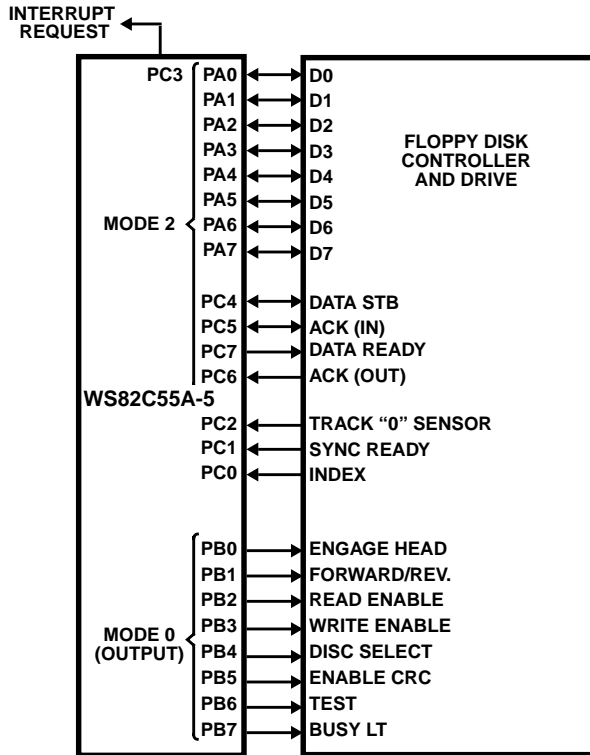 INTERRUPT
REQUEST
PC3 PA0 D0
PA1 D1
PA2 D2
FLOPPY DISK
CONTROLLER
AND DRIVE
PA3 D3
PA4 D4
PA5 D5
MODE 2
PA6 D6
PA7 D7
PC4 DATA STB
PC5 ACK (IN)
PC7 DATA READY
PC6 ACK (OUT)
WS82C55A-5
PC2 TRACK “0” SENSOR
PC1 SYNC READY
PC0 INDEX
PB0 ENGAGE HEAD
PB1 FORWARD/REV.
PB2 READ ENABLE
MODE 0
(OUTPUT)
PB3 WRITE ENABLE
PB4 DISC SELECT
PB5 ENABLE CRC
PB6 TEST
PB7 BUSY LT